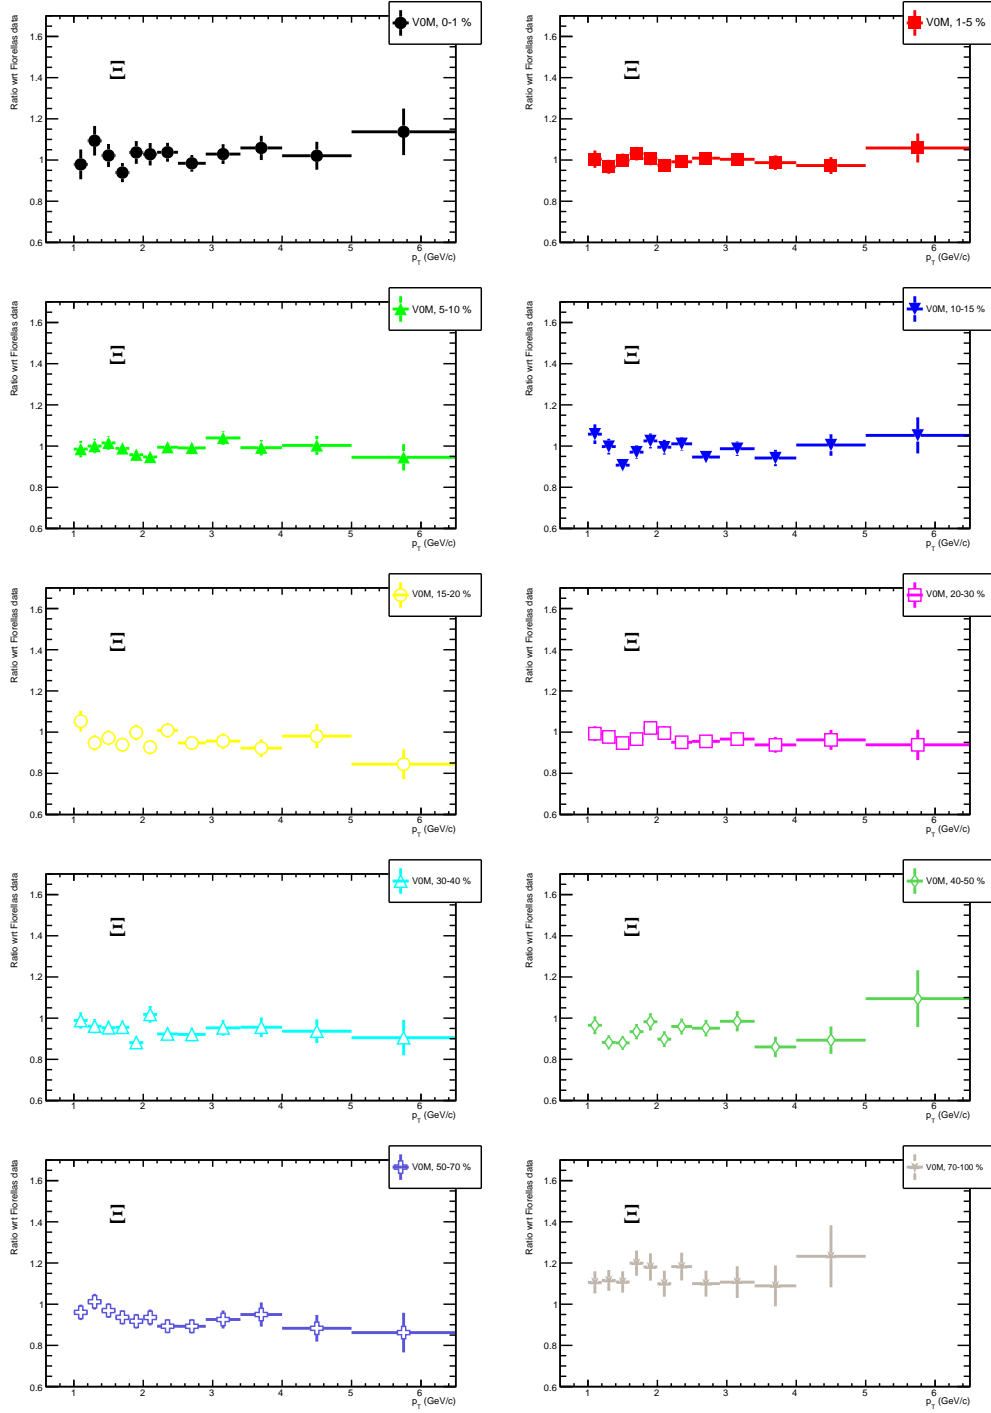 V0M, 0-1 %
Ratio wrt Fiorellas data
Ξ
1.6
1.4
1.2
1
0.8
0.6
1 2 3 4 5 6
p_T (GeV/c)
V0M, 1-5 %
Ratio wrt Fiorellas data
Ξ
1.6
1.4
1.2
1
0.8
0.6
1 2 3 4 5 6
p_T (GeV/c)
V0M, 5-10 %
Ratio wrt Fiorellas data
Ξ
1.6
1.4
1.2
1
0.8
0.6
1 2 3 4 5 6
p_T (GeV/c)
V0M, 10-15 %
Ratio wrt Fiorellas data
Ξ
1.6
1.4
1.2
1
0.8
0.6
1 2 3 4 5 6
p_T (GeV/c)
V0M, 15-20 %
Ratio wrt Fiorellas data
Ξ
1.6
1.4
1.2
1
0.8
0.6
1 2 3 4 5 6
p_T (GeV/c)
V0M, 20-30 %
Ratio wrt Fiorellas data
Ξ
1.6
1.4
1.2
1
0.8
0.6
1 2 3 4 5 6
p_T (GeV/c)
V0M, 30-40 %
Ratio wrt Fiorellas data
Ξ
1.6
1.4
1.2
1
0.8
0.6
1 2 3 4 5 6
p_T (GeV/c)
V0M, 40-50 %
Ratio wrt Fiorellas data
Ξ
1.6
1.4
1.2
1
0.8
0.6
1 2 3 4 5 6
p_T (GeV/c)
V0M, 50-70 %
Ratio wrt Fiorellas data
Ξ
1.6
1.4
1.2
1
0.8
0.6
1 2 3 4 5 6
p_T (GeV/c)
V0M, 70-100 %
Ratio wrt Fiorellas data
Ξ
1.6
1.4
1.2
1
0.8
0.6
1 2 3 4 5 6
p_T (GeV/c)